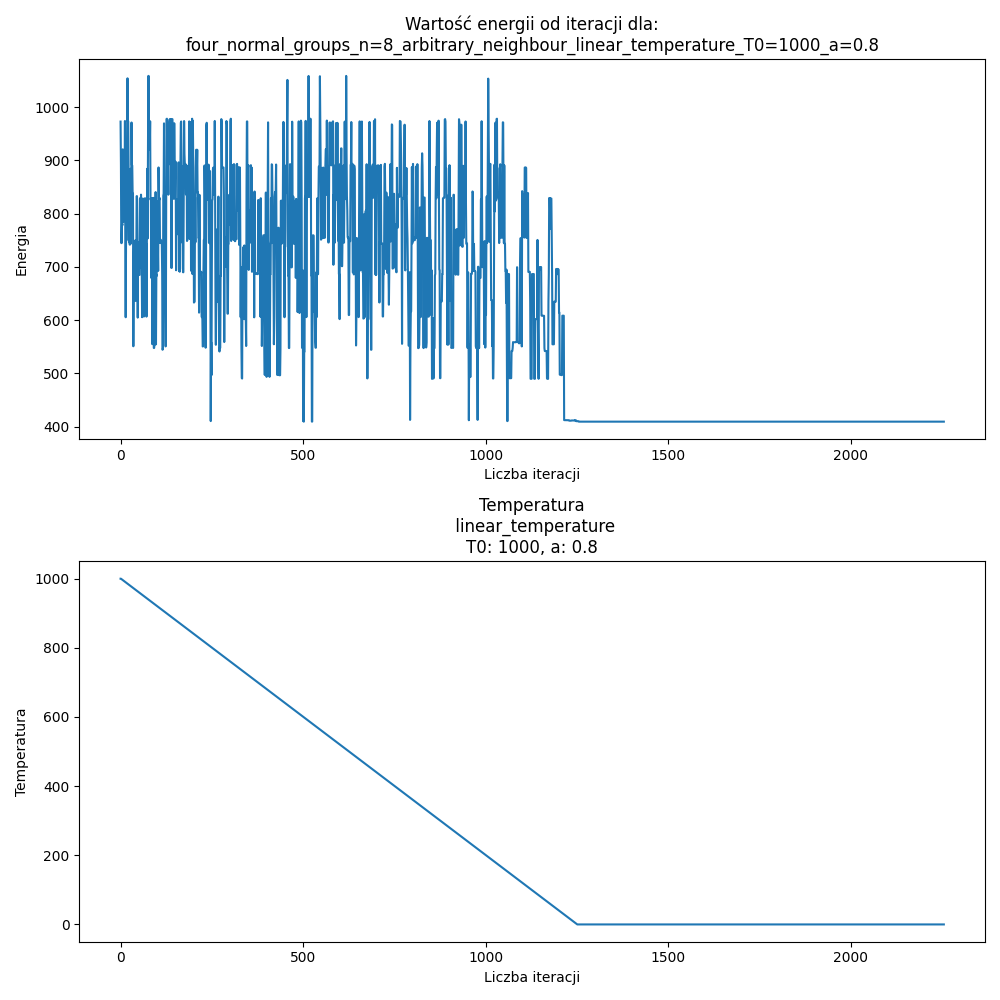 Wartość energii od iteracji dla:
four_normal_groups_n=8_arbitrary_neighbour_linear_temperature_T0=1000_a=0.8
1000
900
800
700
600
500
400
Energia
0 500 1000 1500 2000
Liczba iteracji
Temperatura
linear_temperature
T0: 1000, a: 0.8
1000
800
600
400
200
0
Temperatura
0 500 1000 1500 2000
Liczba iteracji